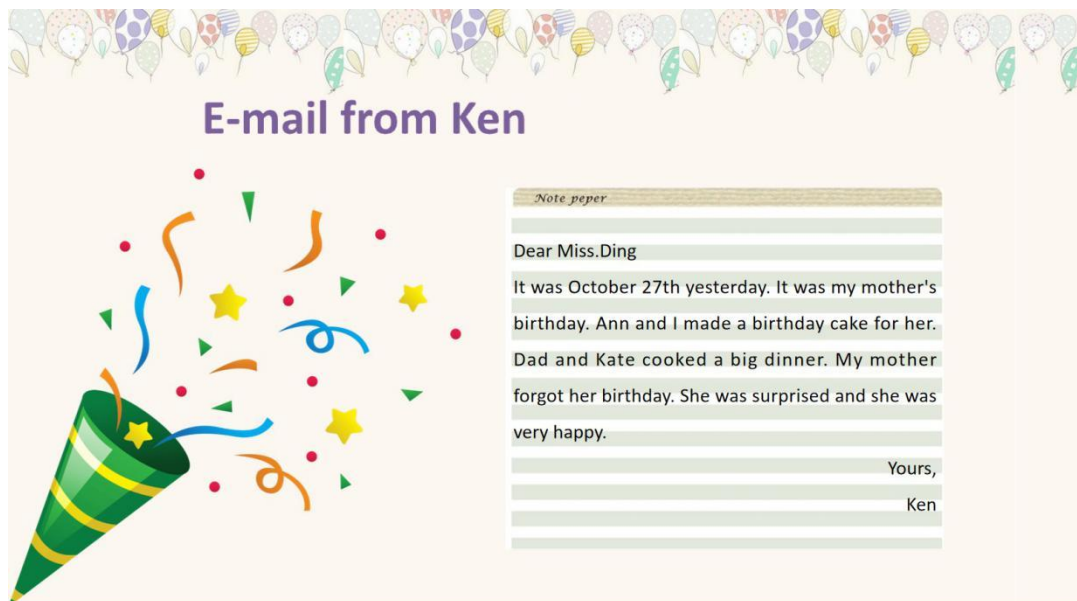 E-mail from Ken
Note peper
Dear Miss.Ding
It was October 27th yesterday. It was my mother's
birthday. Ann and I made a birthday cake for her.
Dad and Kate cooked a big dinner. My mother
forgot her birthday. She was surprised and she was
very happy.
Yours,
Ken